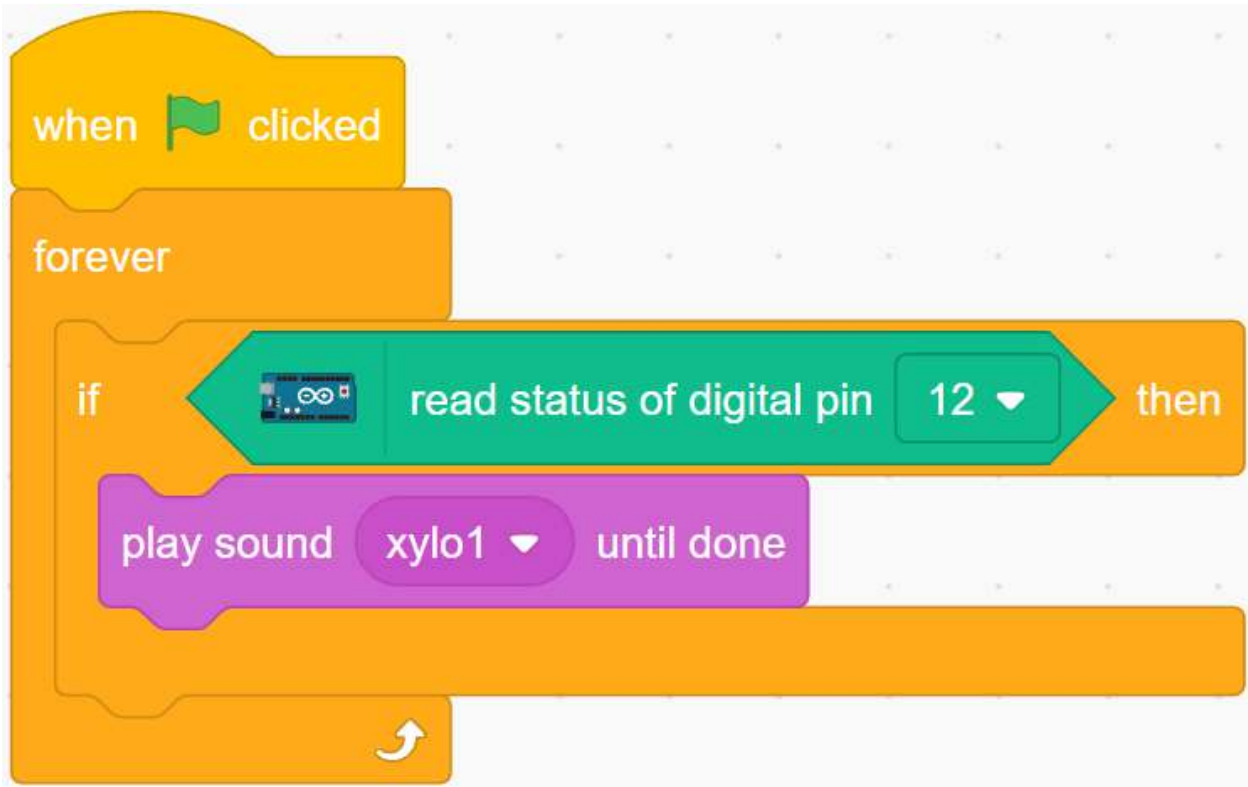 when clicked
forever
if read status of digital pin 12 then
play sound xylo1 until done